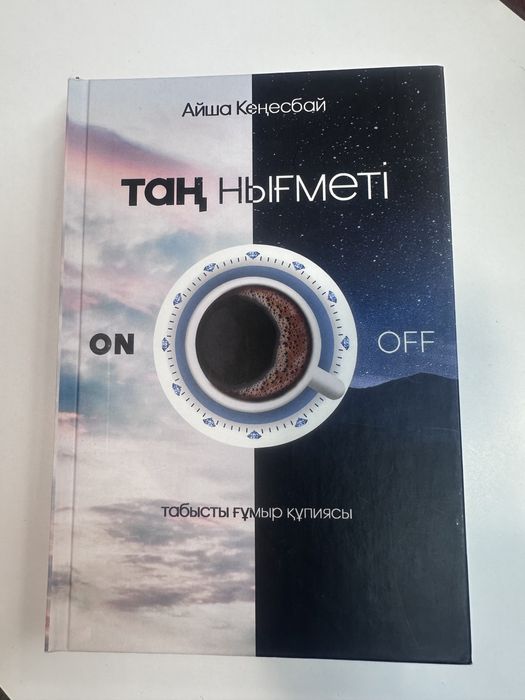 Айша Кеңесбай
таң нығметі
ON OFF
табысты ғұмыр құпиясы